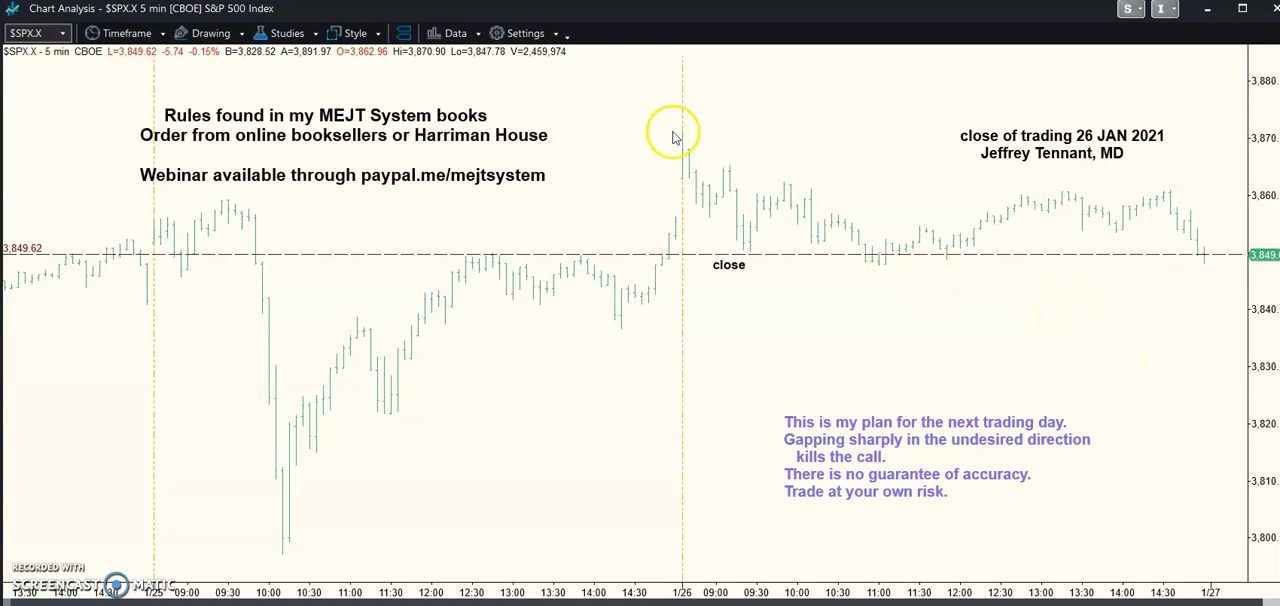 Chart Analysis - $SPX.X 5 min [CBOE] S&P 500 Index
S I
$SPX.X Timeframe Drawing Studies Style Data Settings
$SPX.X - 5 min CBOE L=3,849.62 -5.74 -0.15% B=3,828.52 A=3,891.97 O=3,862.96 Hi=3,870.90 Lo=3,847.78 V=2,459,974
Rules found in my MEJT System books
Order from online booksellers or Harriman House
Webinar available through paypal.me/mejtsystem
close of trading 26 JAN 2021
Jeffrey Tennant, MD
3,880.
3,870.
3,860.
3,849.62
3,849.
close
3,840.
3,830.
3,820.
3,810.
3,800.
This is my plan for the next trading day.
Gapping sharply in the undesired direction
kills the call.
There is no guarantee of accuracy.
Trade at your own risk.
RECORDED WITH
SCREENCAST MATIC
13:30 14:00 14:30 1/25 09:00 09:30 10:00 10:30 11:00 11:30 12:00 12:30 13:00 13:30 14:00 14:30 1/26 09:00 09:30 10:00 10:30 11:00 11:30 12:00 12:30 13:00 13:30 14:00 14:30 1/27